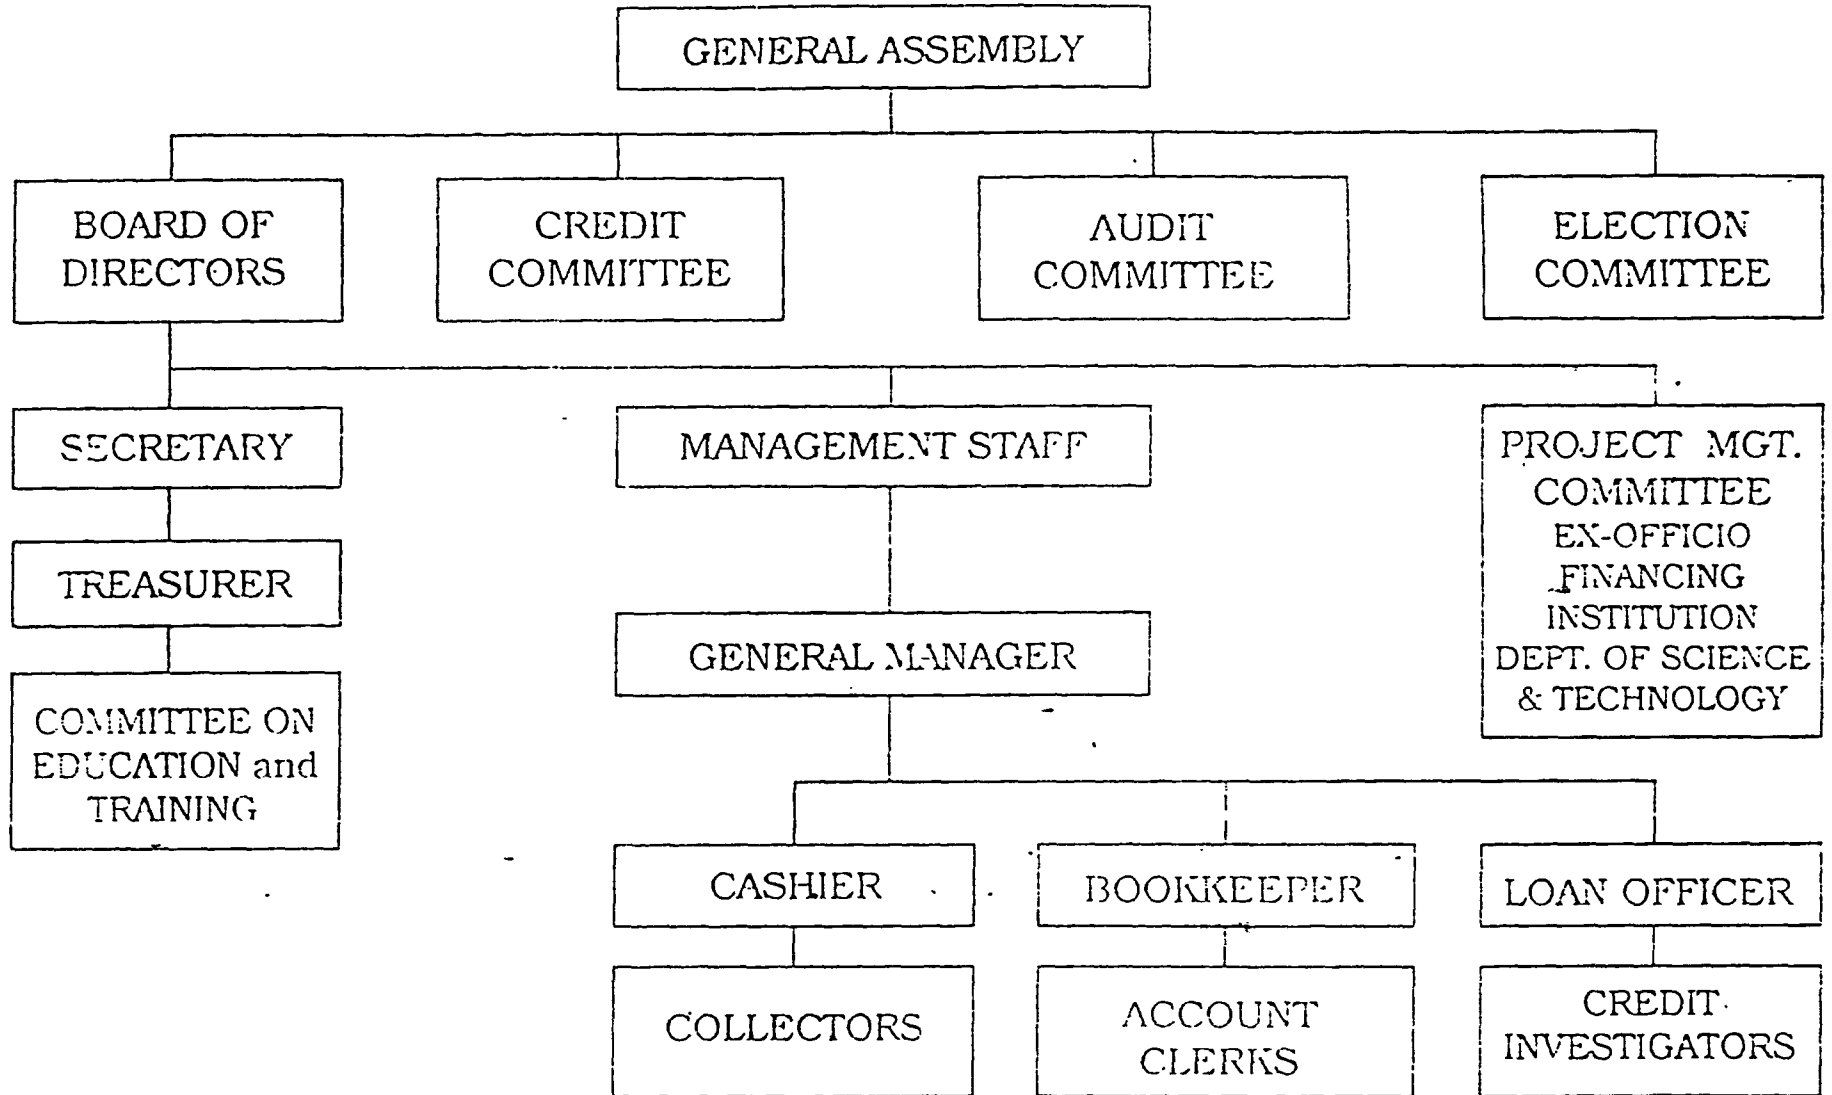 GENERAL ASSEMBLY
BOARD OF
DIRECTORS
CREDIT
COMMITTEE
AUDIT
COMMITTEE
ELECTION
COMMITTEE
SECRETARY
MANAGEMENT STAFF
PROJECT MGT.
COMMITTEE
EX-OFFICIO
FINANCING
INSTITUTION
DEPT. OF SCIENCE
& TECHNOLOGY
TREASURER
GENERAL MANAGER
COMMITTEE ON
EDUCATION and
TRAINING
CASHIER
BOOKKEEPER
LOAN OFFICER
COLLECTORS
ACCOUNT
CLERKS
CREDIT
INVESTIGATORS